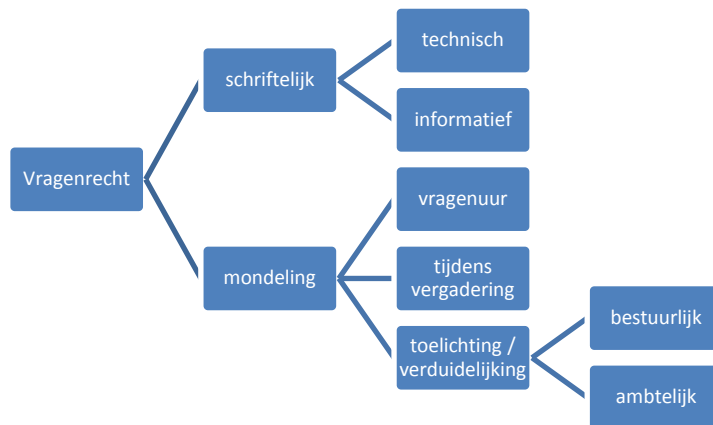 technisch
schriftelijk
informatief
Vragenrecht
vragenuur
mondeling
tijdens
vergadering
toelichting /
verduidelijking
bestuurlijk
ambtelijk